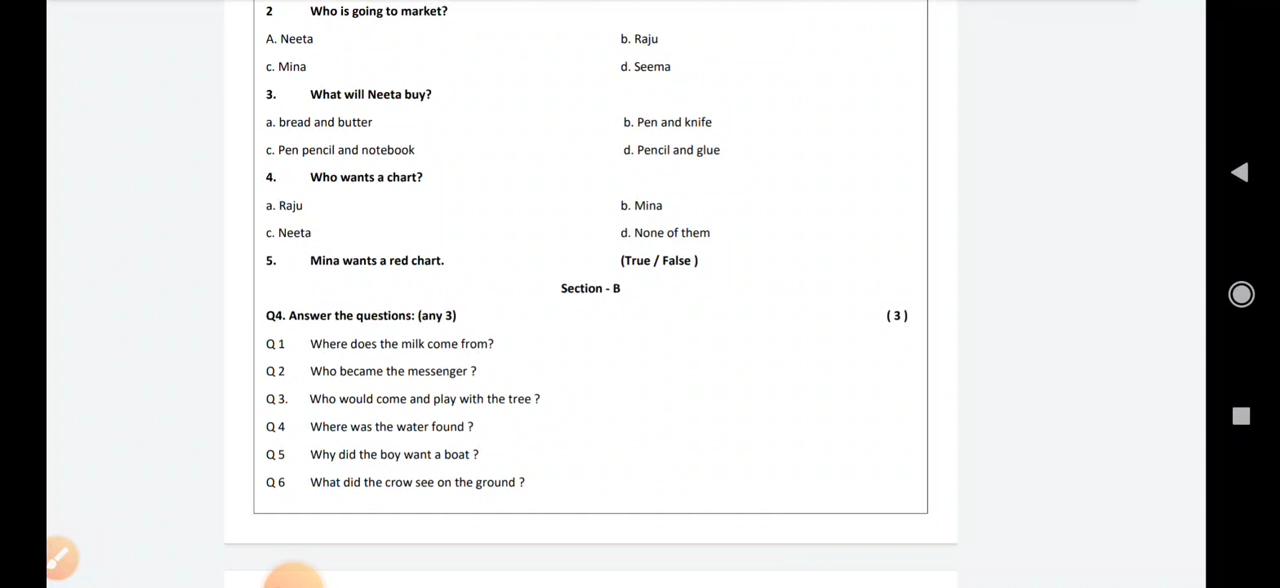 2 Who is going to market?
A. Neeta b. Raju
c. Mina d. Seema
3. What will Neeta buy?
a. bread and butter b. Pen and knife
c. Pen pencil and notebook d. Pencil and glue
4. Who wants a chart?
a. Raju b. Mina
c. Neeta d. None of them
5. Mina wants a red chart. (True / False )
Section - B
Q4. Answer the questions: (any 3) ( 3 )
Q 1 Where does the milk come from?
Q 2 Who became the messenger ?
Q 3. Who would come and play with the tree ?
Q 4 Where was the water found ?
Q 5 Why did the boy want a boat ?
Q 6 What did the crow see on the ground ?